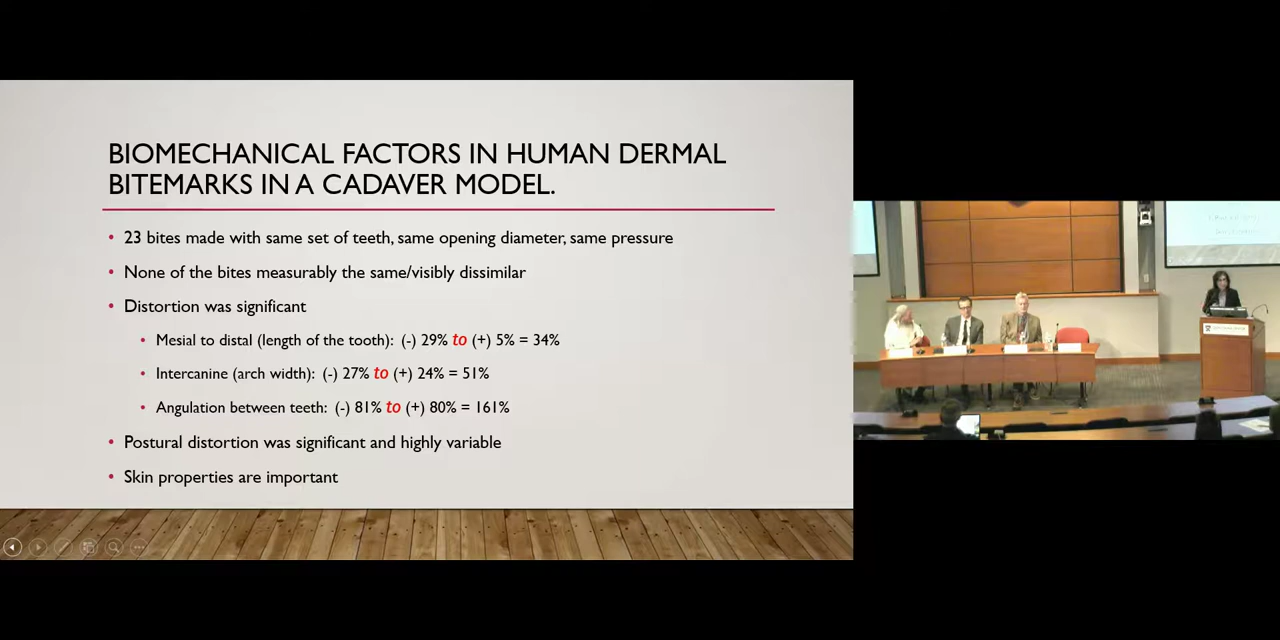 BIOMECHANICAL FACTORS IN HUMAN DERMAL
BITEMARKS IN A CADAVER MODEL.
• 23 bites made with same set of teeth, same opening diameter, same pressure
• None of the bites measurably the same/visibly dissimilar
• Distortion was significant
• Mesial to distal (length of the tooth): (-) 29% to (+) 5% = 34%
• Intercanine (arch width): (-) 27% to (+) 24% = 51%
• Angulation between teeth: (-) 81% to (+) 80% = 161%
• Postural distortion was significant and highly variable
• Skin properties are important